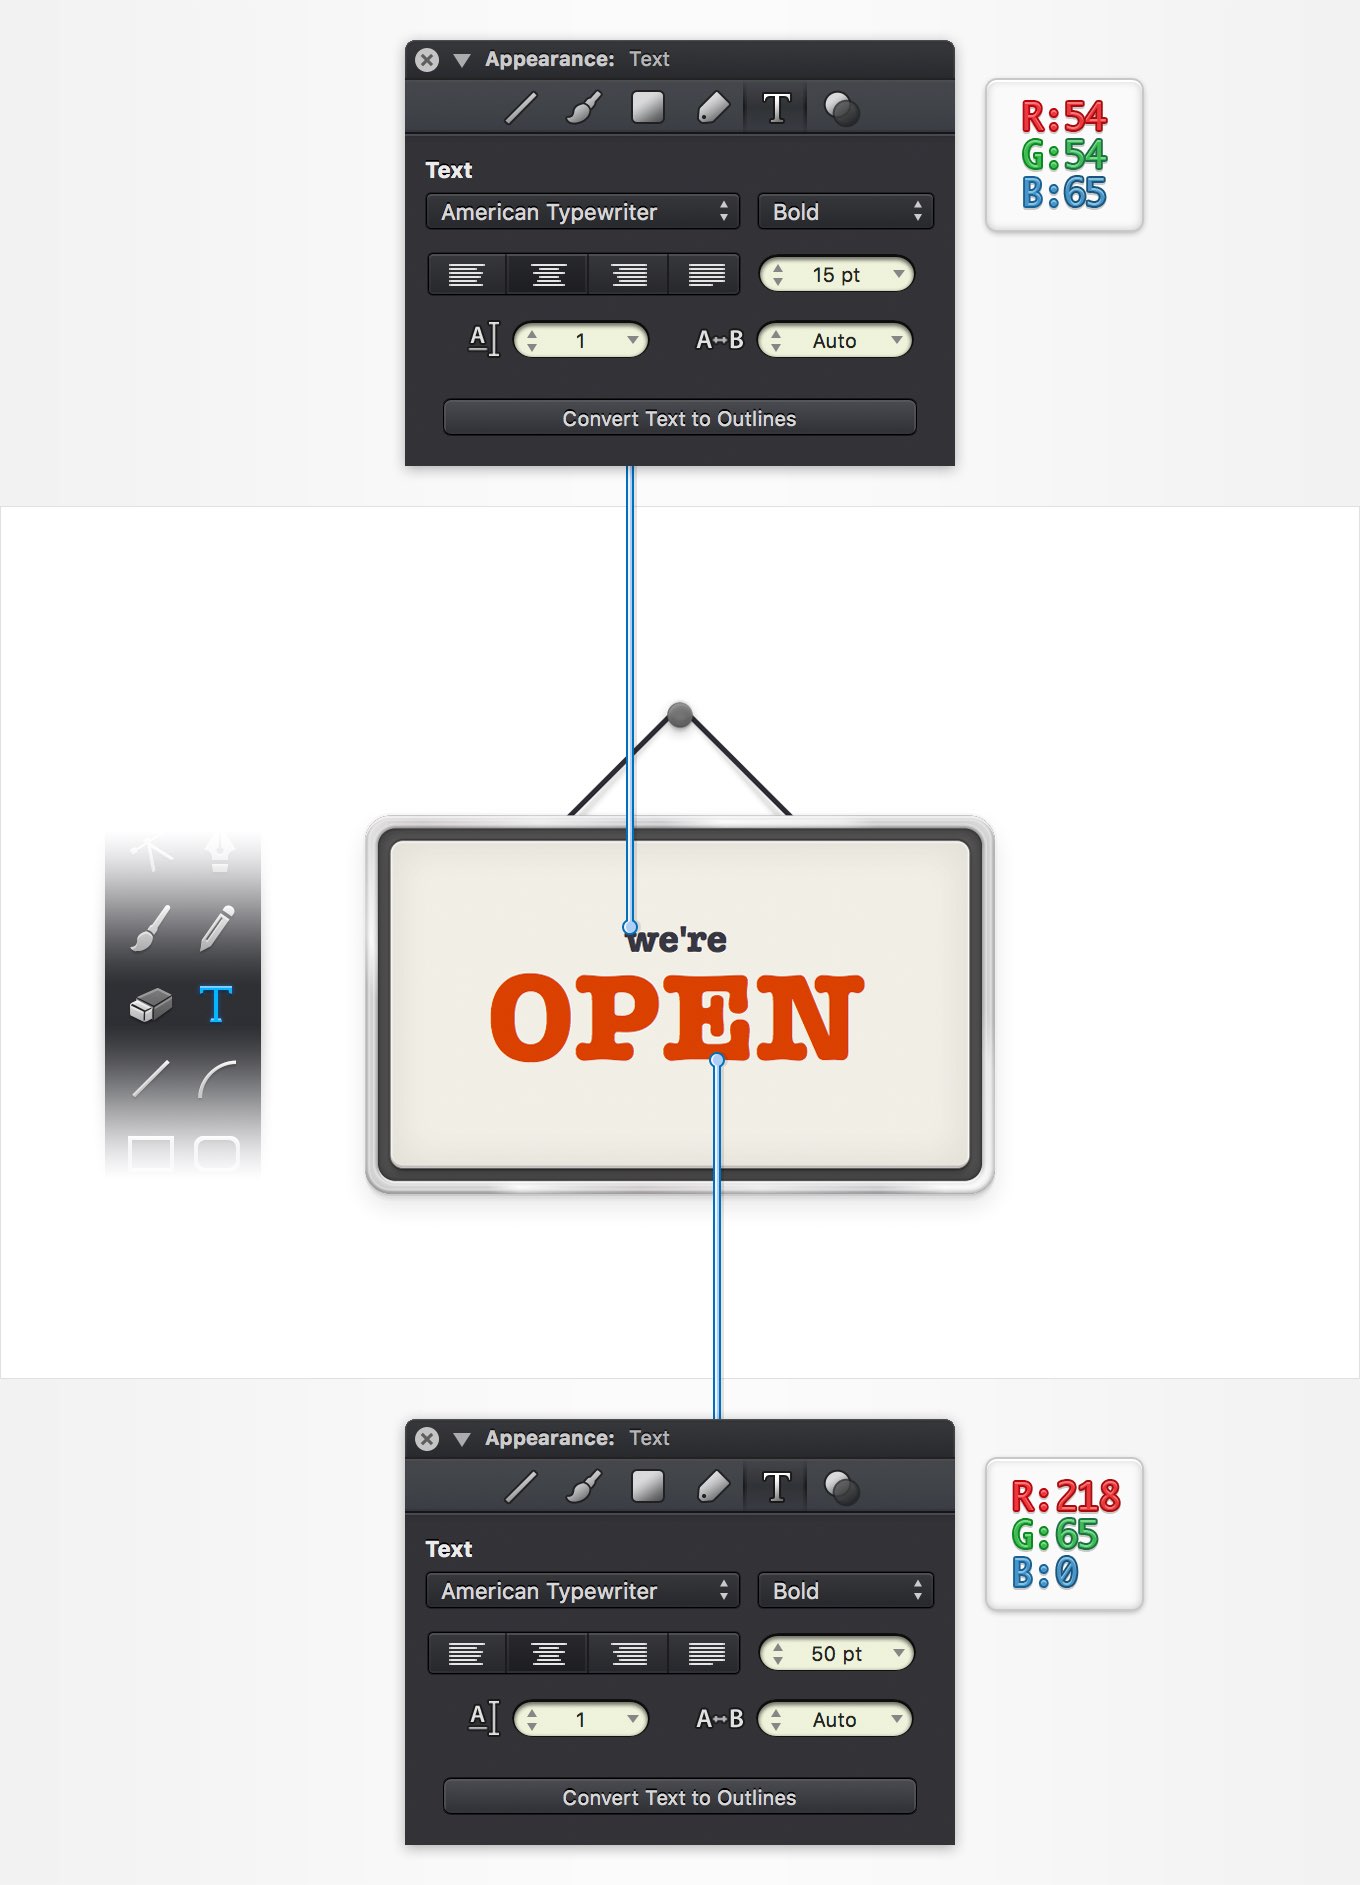 Appearance: Text
R:54
G:54
B:65
Text
American Typewriter Bold
15 pt
A 1 A↔B Auto
Convert Text to Outlines
we're
OPEN
T
Appearance: Text
R:218
G:65
B:0
Text
American Typewriter Bold
50 pt
A 1 A↔B Auto
Convert Text to Outlines